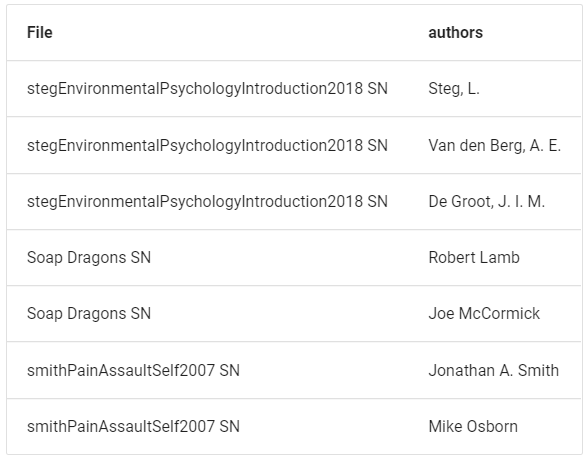 File authors
stegEnvironmentalPsychologyIntroduction2018 SN Steg, L.
stegEnvironmentalPsychologyIntroduction2018 SN Van den Berg, A. E.
stegEnvironmentalPsychologyIntroduction2018 SN De Groot, J. I. M.
Soap Dragons SN Robert Lamb
Soap Dragons SN Joe McCormick
smithPainAssaultSelf2007 SN Jonathan A. Smith
smithPainAssaultSelf2007 SN Mike Osborn